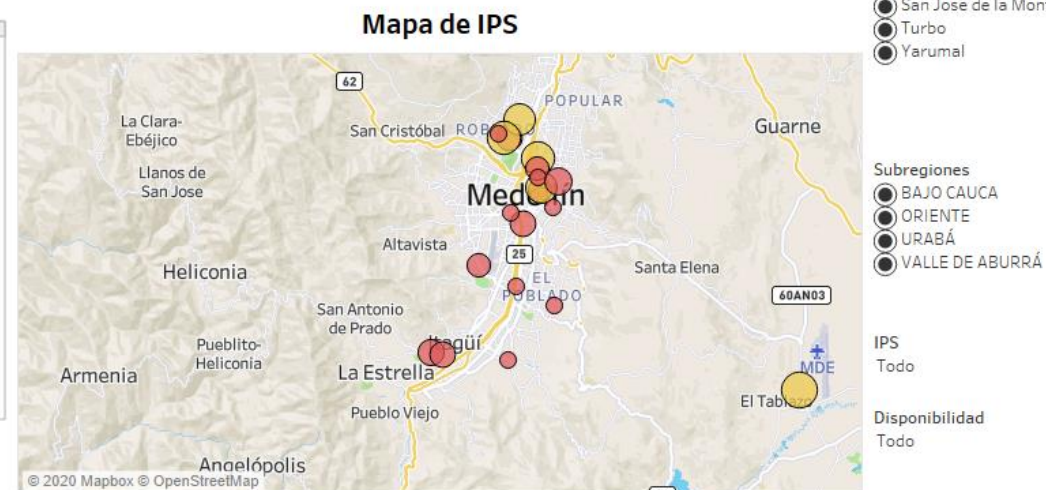 Mapa de IPS
San Jose de la Mon
Turbo
Yarumal
62
POPULAR
La Clara-
Ebéjico
San Cristóbal
Guarne
Llanos de
San Jose
Medellín
Subregiones
BAJO CAUCA
ORIENTE
URABÁ
VALLE DE ABURRÁ
Altavista
25
Heliconia
Santa Elena
EL
POBLADO
60AN03
San Antonio
de Prado
Itagüí
Pueblito-
Heliconia
IPS
Todo
MDE
Armenia
La Estrella
El Tablazo
Pueblo Viejo
Disponibilidad
Todo
Angelópolis
© 2020 Mapbox © OpenStreetMap